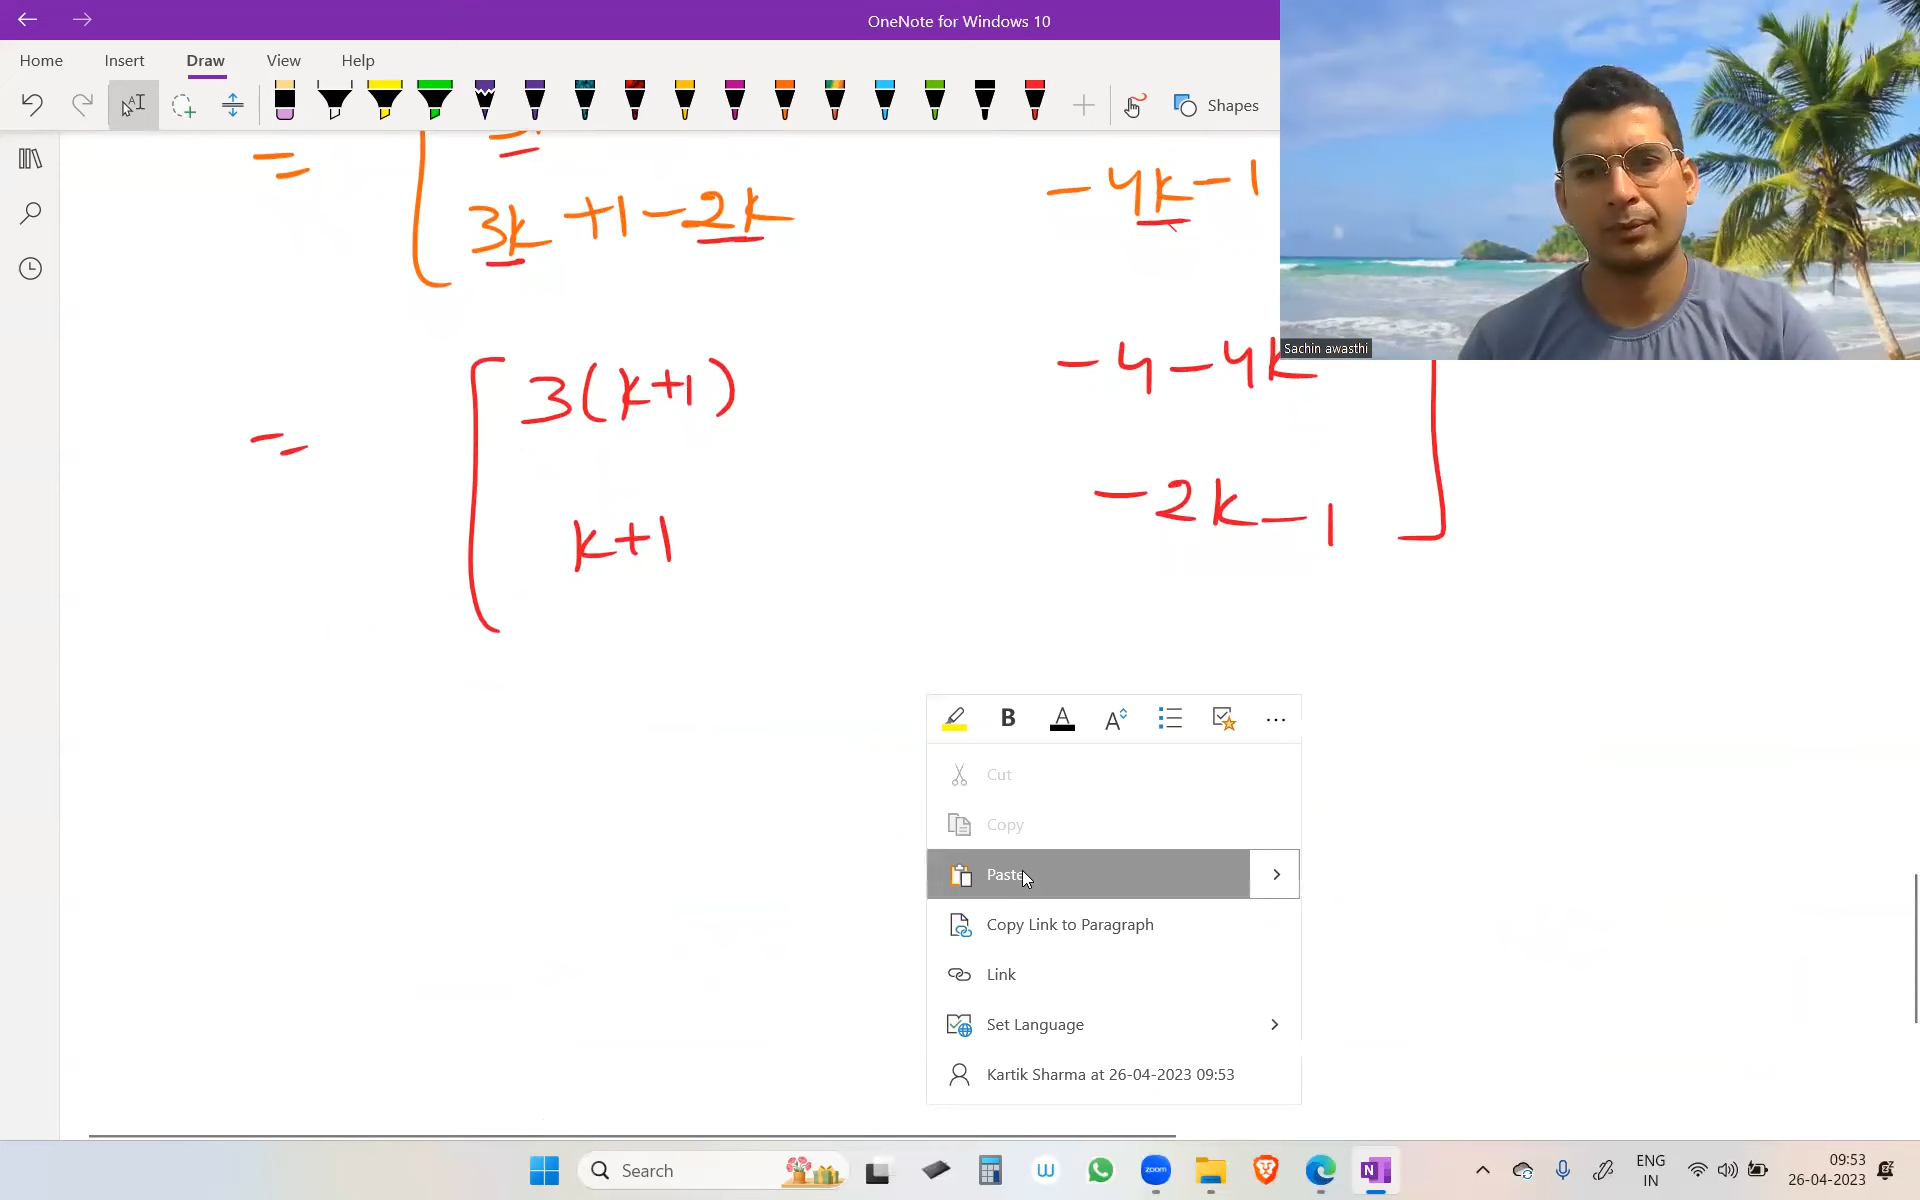 OneNote for Windows 10
Home Insert Draw View Help
Shapes
=
3k +1-2k
-4k-1
Sachin awasthi
=
3(k+1) -4-4k
k+1 -2k-1
B A A ...
Cut
Copy
Paste
Copy Link to Paragraph
Link
Set Language
Kartik Sharma at 26-04-2023 09:53
Search
zoom
N
ENG
IN
09:53
26-04-2023